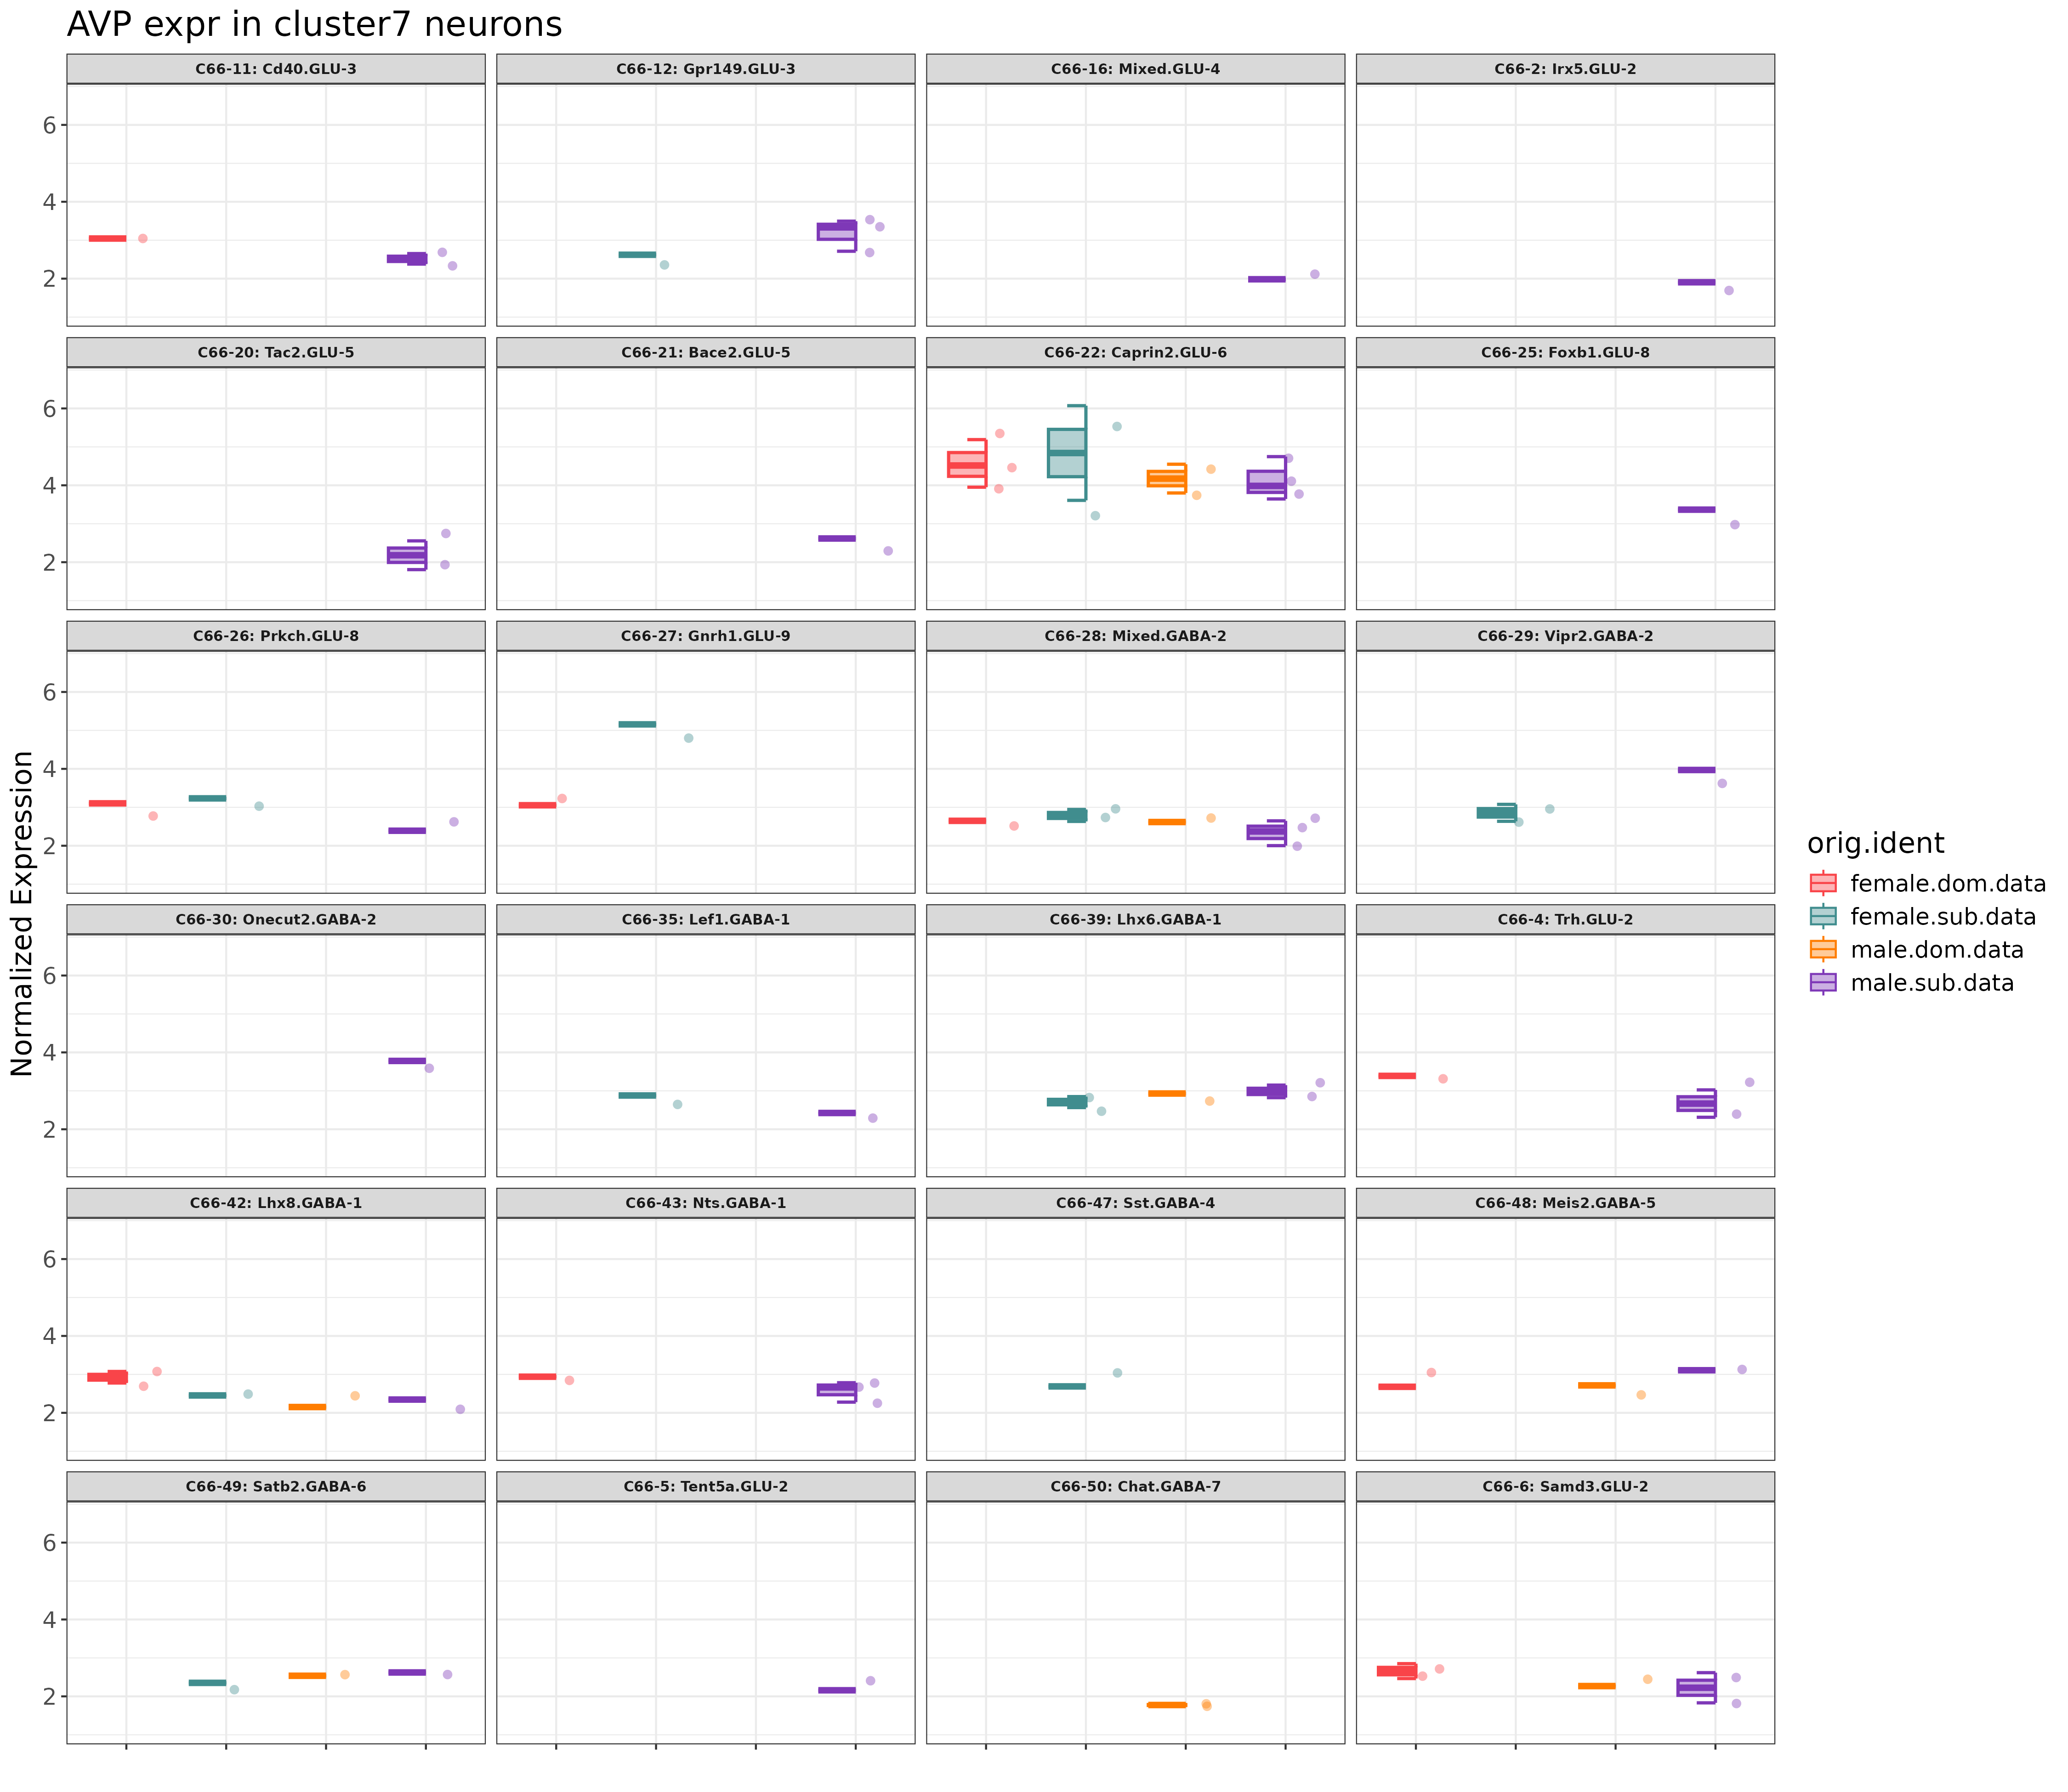 AVP expr in cluster7 neurons
C66-11: Cd40.GLU-3
C66-12: Gpr149.GLU-3
C66-16: Mixed.GLU-4
C66-2: Irx5.GLU-2
6
4
2
C66-20: Tac2.GLU-5
C66-21: Bace2.GLU-5
C66-22: Caprin2.GLU-6
C66-25: Foxb1.GLU-8
6
4
2
C66-26: Prkch.GLU-8
C66-27: Gnrh1.GLU-9
C66-28: Mixed.GABA-2
C66-29: Vipr2.GABA-2
6
4
2
C66-30: Onecut2.GABA-2
C66-35: Lef1.GABA-1
C66-39: Lhx6.GABA-1
C66-4: Trh.GLU-2
6
4
2
C66-42: Lhx8.GABA-1
C66-43: Nts.GABA-1
C66-47: Sst.GABA-4
C66-48: Meis2.GABA-5
6
4
2
C66-49: Satb2.GABA-6
C66-5: Tent5a.GLU-2
C66-50: Chat.GABA-7
C66-6: Samd3.GLU-2
6
4
2
Normalized Expression
orig.ident
female.dom.data
female.sub.data
male.dom.data
male.sub.data